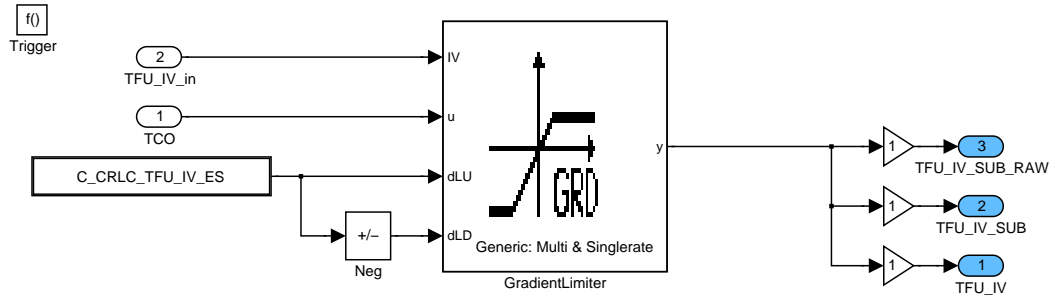 f()
Trigger
2
TFU_IV_in
1
TCO
C_CRLC_TFU_IV_ES
+/−
Neg
IV
u
dLU
dLD
y
GRD
Generic: Multi & Singlerate
GradientLimiter
1
3
TFU_IV_SUB_RAW
1
2
TFU_IV_SUB
1
1
TFU_IV